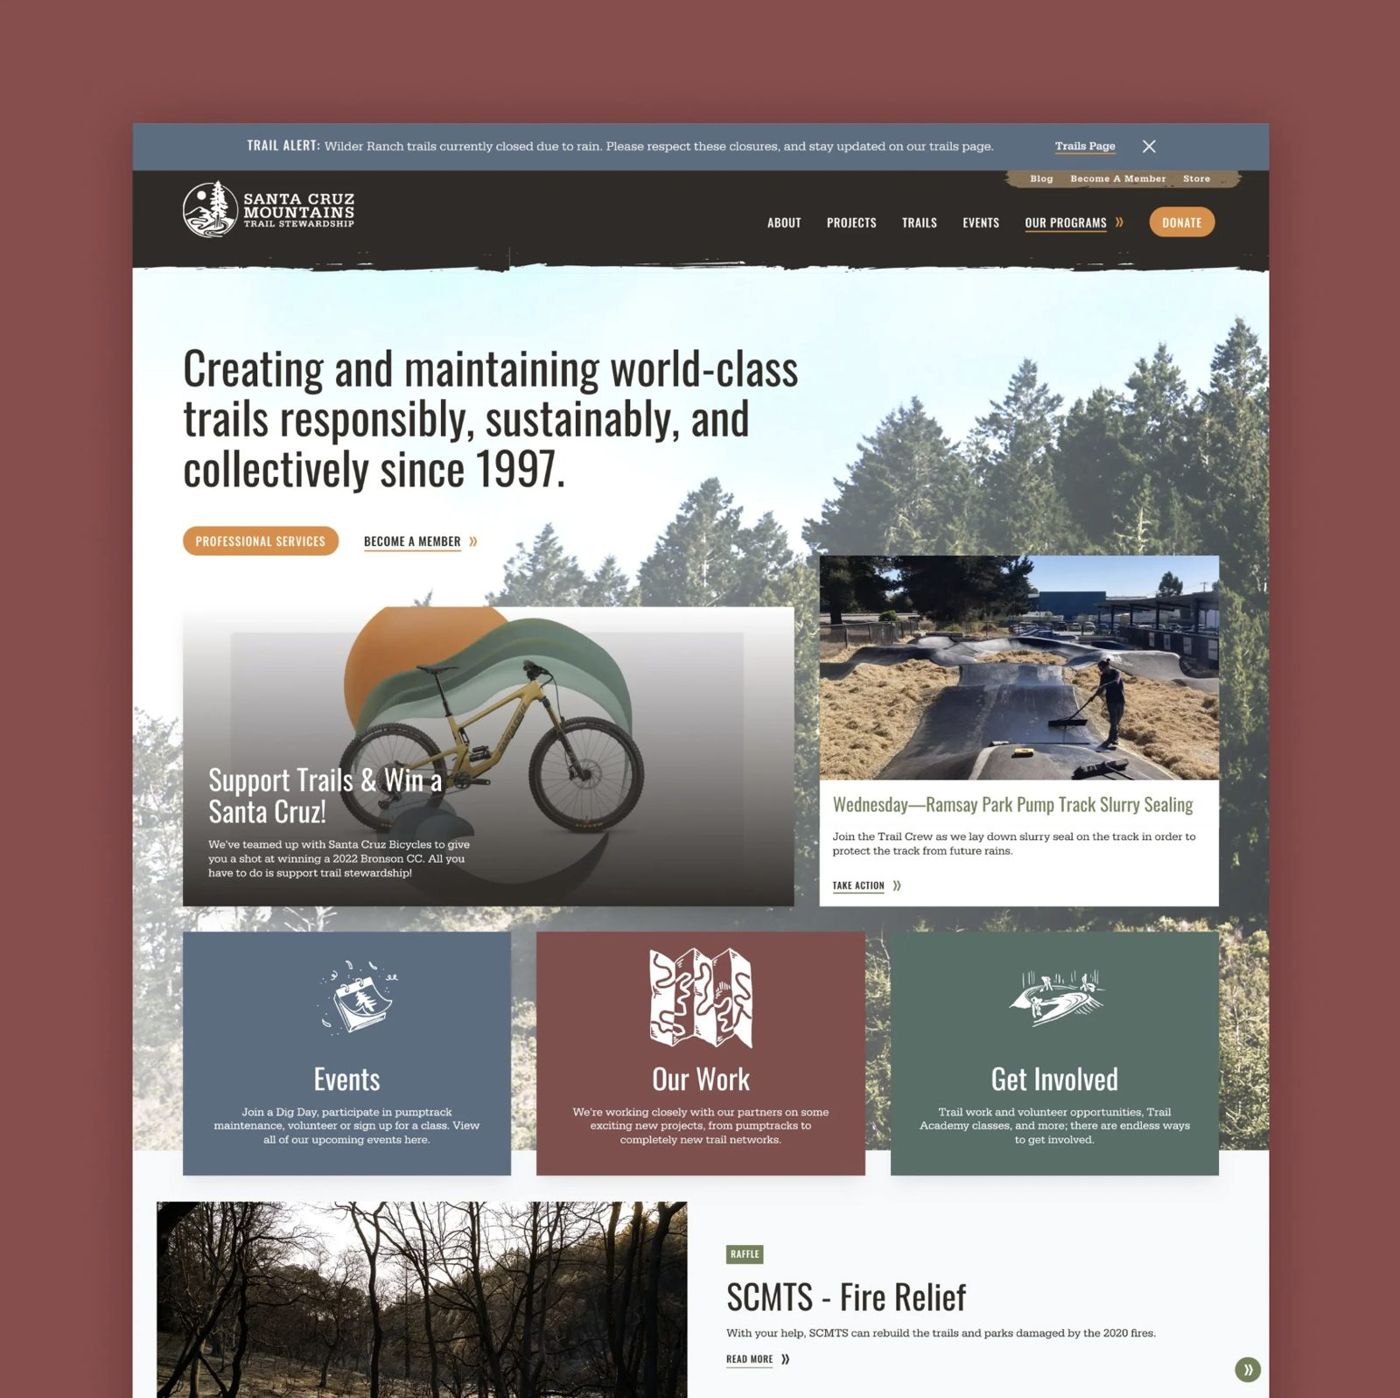 TRAIL ALERT: Wilder Ranch trails currently closed due to rain. Please respect these closures, and stay updated on our trails page.
Trails Page
Blog Become A Member Store
SANTA CRUZ
MOUNTAINS
TRAIL STEWARDSHIP
ABOUT PROJECTS TRAILS EVENTS OUR PROGRAMS DONATE
Creating and maintaining world-class
trails responsibly, sustainably, and
collectively since 1997.
PROFESSIONAL SERVICES
BECOME A MEMBER
Support Trails & Win a
Santa Cruz!
We've teamed up with Santa Cruz Bicycles to give
you a shot at winning a 2022 Bronson CC. All you
have to do is support trail stewardship!
Wednesday—Ramsay Park Pump Track Slurry Sealing
Join the Trail Crew as we lay down slurry seal on the track in order to
protect the track from future rains.
TAKE ACTION
Events
Join a Dig Day, participate in pumptrack
maintenance, volunteer or sign up for a class. View
all of our upcoming events here.
Our Work
We're working closely with our partners on some
exciting new projects, from pumptracks to
completely new trail networks.
Get Involved
Trail work and volunteer opportunities, Trail
Academy classes, and more; there are endless ways
to get involved.
RAFFLE
SCMTS - Fire Relief
With your help, SCMTS can rebuild the trails and parks damaged by the 2020 fires.
READ MORE